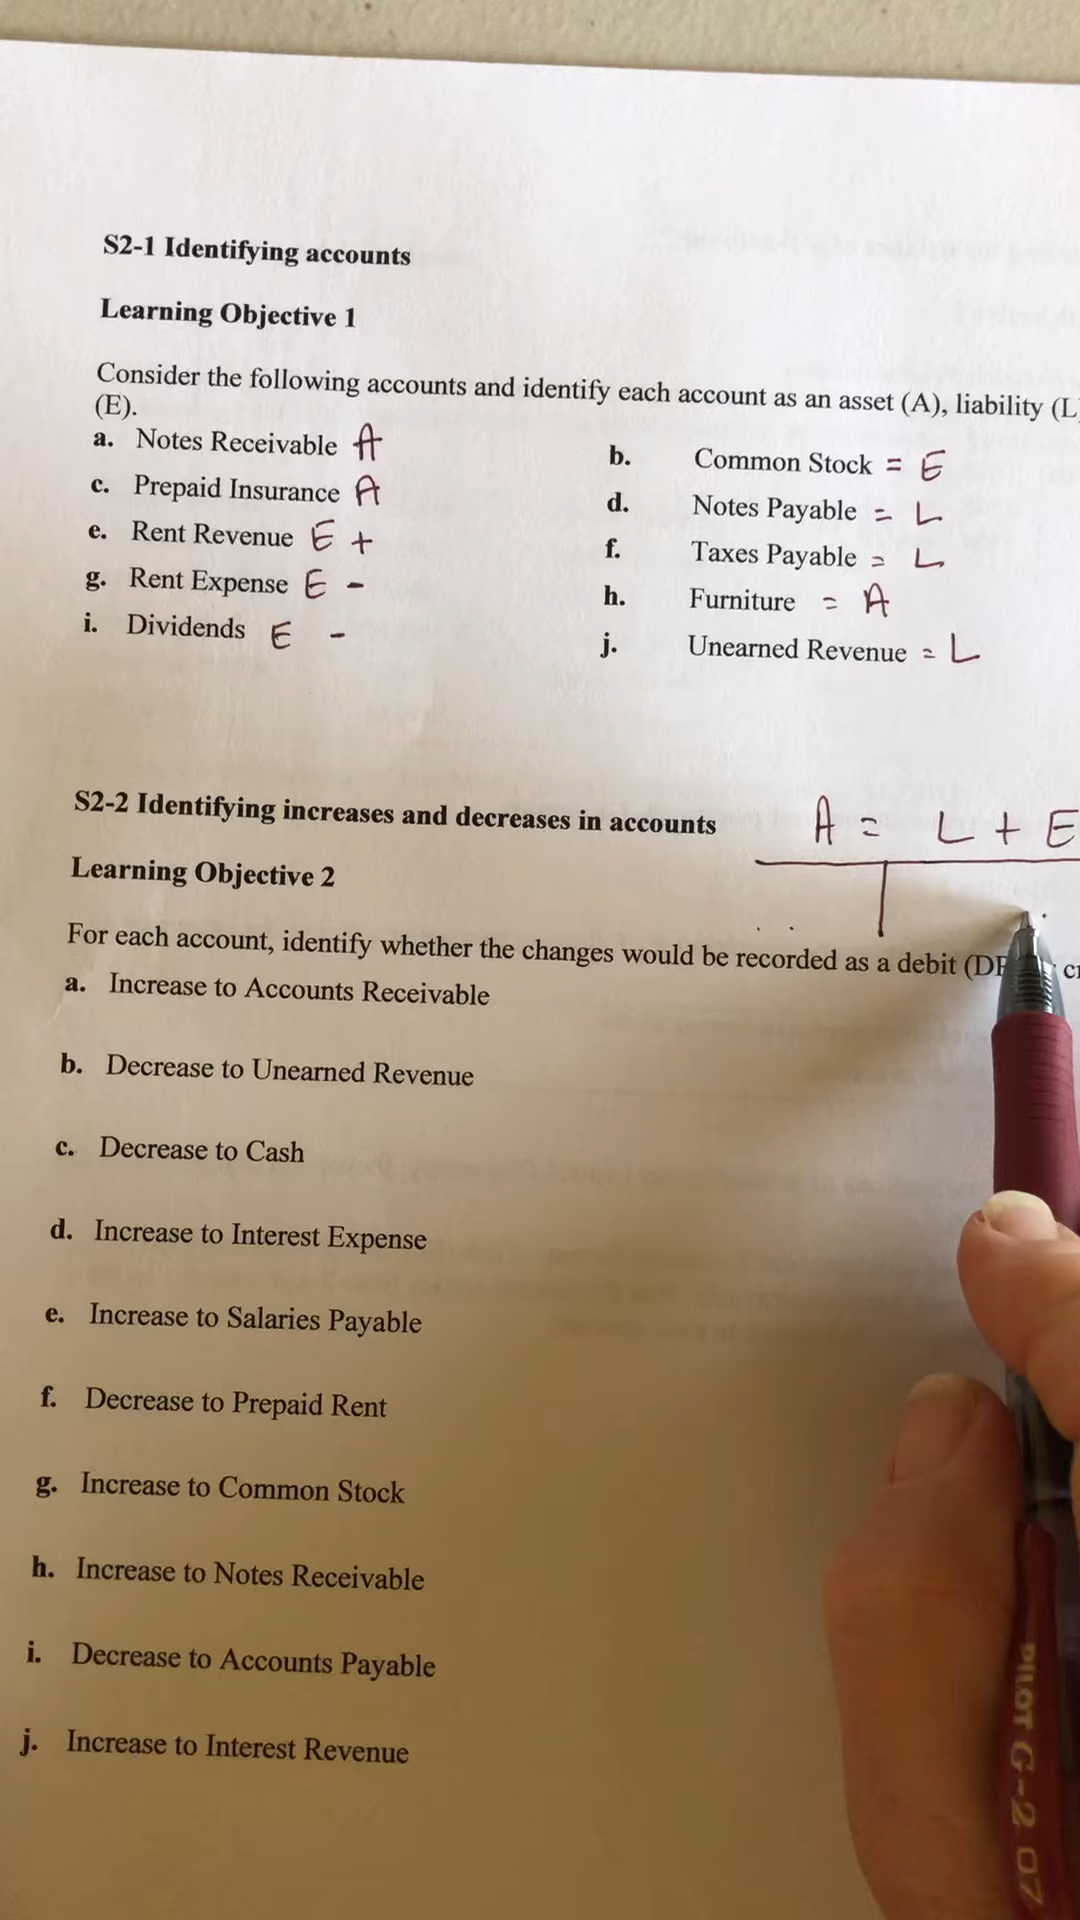 S2-1 Identifying accounts
Learning Objective 1
Consider the following accounts and identify each account as an asset (A), liability (L
(E).
a. Notes Receivable A
b. Common Stock = E
c. Prepaid Insurance A
d. Notes Payable = L
e. Rent Revenue E +
f. Taxes Payable = L
g. Rent Expense E -
h. Furniture = A
i. Dividends E -
j. Unearned Revenue = L
S2-2 Identifying increases and decreases in accounts
A = L + E
Learning Objective 2
For each account, identify whether the changes would be recorded as a debit (D
a. Increase to Accounts Receivable
b. Decrease to Unearned Revenue
c. Decrease to Cash
d. Increase to Interest Expense
e. Increase to Salaries Payable
f. Decrease to Prepaid Rent
g. Increase to Common Stock
h. Increase to Notes Receivable
i. Decrease to Accounts Payable
j. Increase to Interest Revenue
PILOT G-2 07